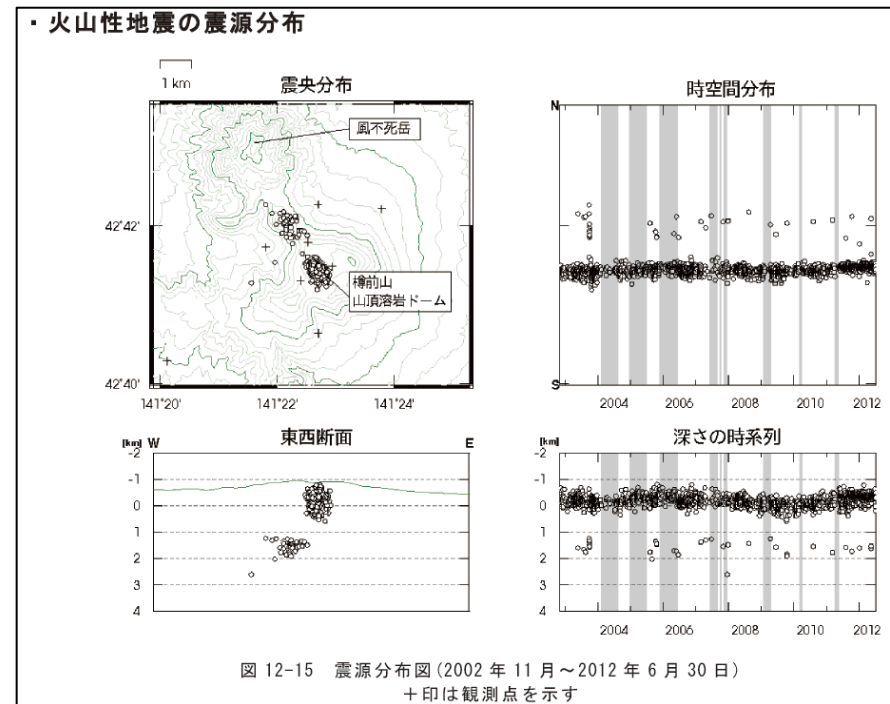 ・火山性地震の震源分布
1 km
震央分布
風不死岳
樽前山
山頂溶岩ドーム
42°42'
42°40'
141°20'
141°22'
141°24'
時空間分布
N
S
2004
2006
2008
2010
2012
東西断面
[km]
W
E
-2
-1
0
1
2
3
4
深さの時系列
[km]
-2
-1
0
1
2
3
4
2004
2006
2008
2010
2012
図 12-15 震源分布図(2002 年 11 月～2012 年 6 月 30 日)
＋印は観測点を示す